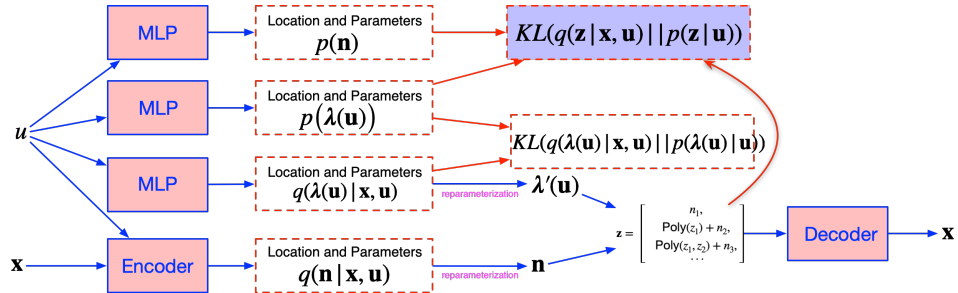 MLP
Location and Parameters
p(𝐧)
KL(q(𝐳|𝐱, 𝐮)||p(𝐳|𝐮))
MLP
Location and Parameters
p(𝝀(𝐮))
u
KL(q(𝝀(𝐮)|𝐱, 𝐮)||p(𝝀(𝐮)|𝐮))
MLP
Location and Parameters
q(𝝀(𝐮)|𝐱, 𝐮)
reparameterization
𝝀′(𝐮)
𝐳 =
n₁,
Poly(z₁) + n₂,
Poly(z₁, z₂) + n₃,
⋯
Decoder
𝐱
𝐱
Encoder
Location and Parameters
q(𝐧|𝐱, 𝐮)
reparameterization
𝐧